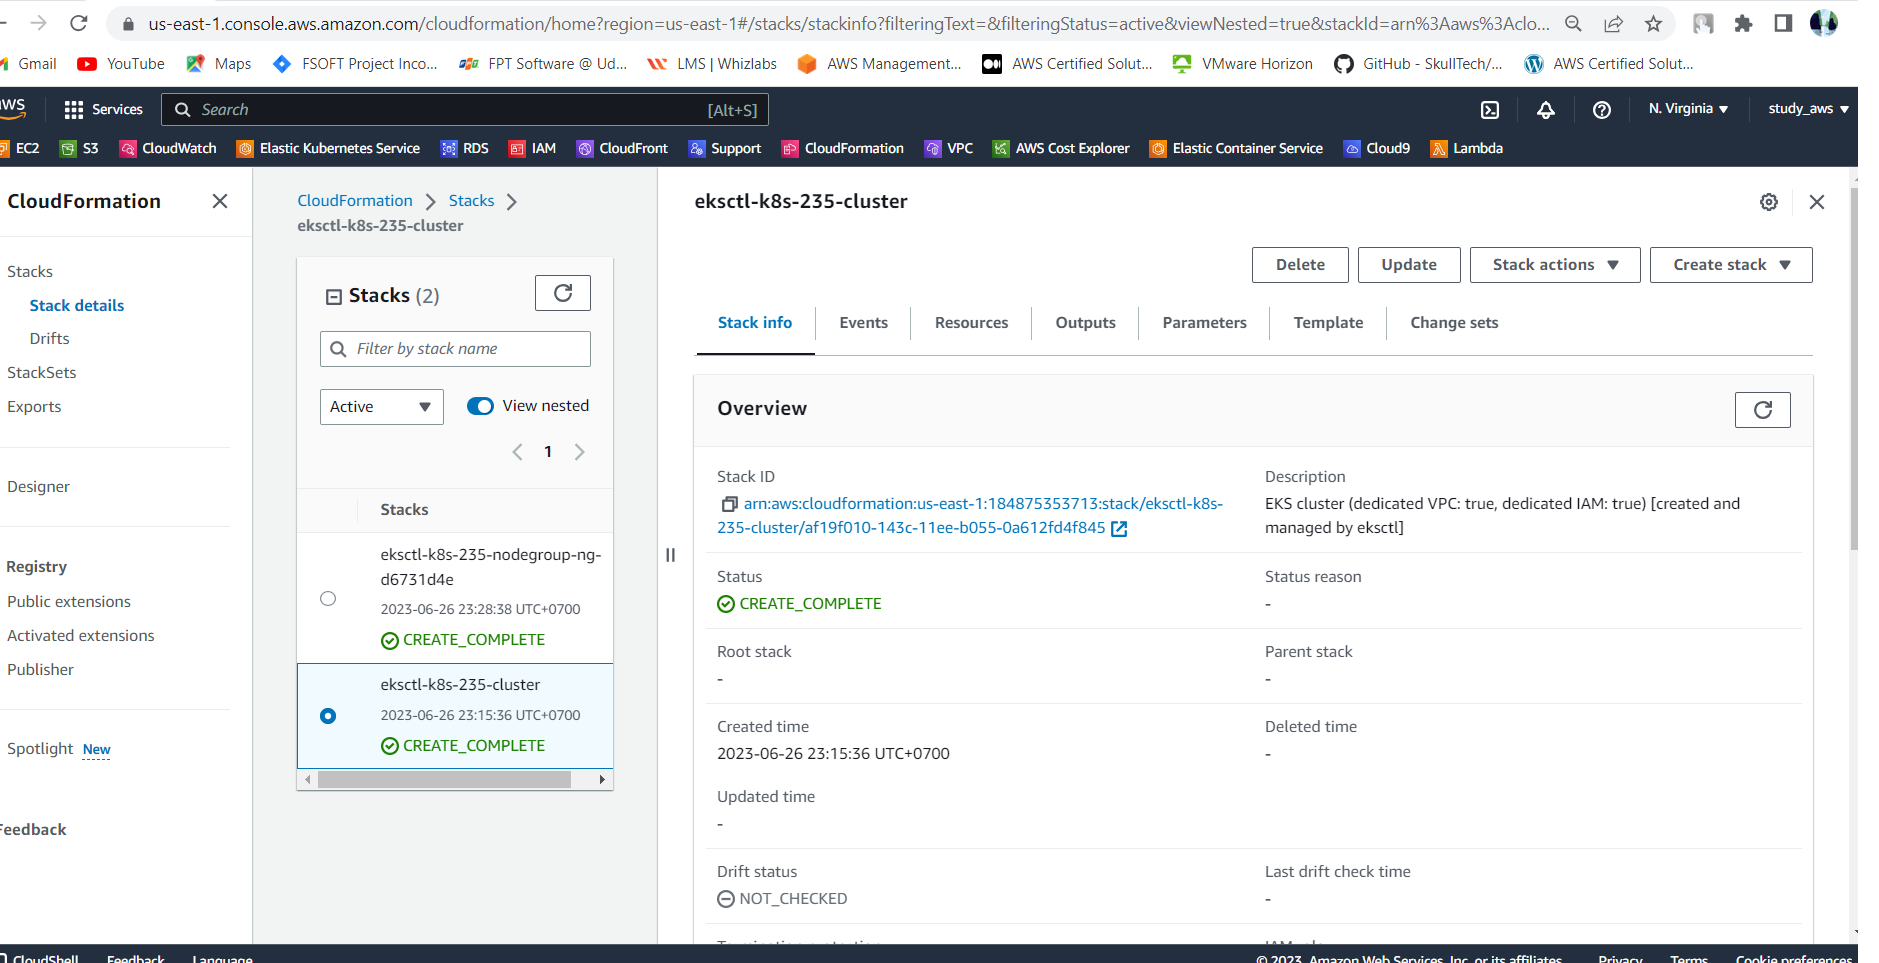 us-east-1.console.aws.amazon.com/cloudformation/home?region=us-east-1#/stacks/stackinfo?filteringText=&filteringStatus=active&viewNested=true&stackId=arn%3Aaws%3Aclo...
Gmail YouTube Maps FSOFT Project Inco... FPT Software @ Ud... LMS | Whizlabs AWS Management... AWS Certified Solut... VMware Horizon GitHub - SkullTech/... AWS Certified Solut...
aws Services Search [Alt+S] N. Virginia study_aws
EC2 S3 CloudWatch Elastic Kubernetes Service RDS IAM CloudFront Support CloudFormation VPC AWS Cost Explorer Elastic Container Service Cloud9 Lambda
CloudFormation
Stacks
Stack details
Drifts
StackSets
Exports
Designer
Registry
Public extensions
Activated extensions
Publisher
Spotlight New
Feedback
CloudFormation Stacks
eksctl-k8s-235-cluster
Stacks (2)
Filter by stack name
Active View nested
1
Stacks
eksctl-k8s-235-nodegroup-ng-
d6731d4e
2023-06-26 23:28:38 UTC+0700
CREATE_COMPLETE
eksctl-k8s-235-cluster
2023-06-26 23:15:36 UTC+0700
CREATE_COMPLETE
eksctl-k8s-235-cluster
Delete Update Stack actions Create stack
Stack info Events Resources Outputs Parameters Template Change sets
Overview
Stack ID
arn:aws:cloudformation:us-east-1:184875353713:stack/eksctl-k8s-
235-cluster/af19f010-143c-11ee-b055-0a612fd4f845
Description
EKS cluster (dedicated VPC: true, dedicated IAM: true) [created and
managed by eksctl]
Status
CREATE_COMPLETE
Status reason
-
Root stack
-
Parent stack
-
Created time
2023-06-26 23:15:36 UTC+0700
Deleted time
-
Updated time
-
Drift status
NOT_CHECKED
Last drift check time
-
CloudShell Feedback Language © 2023, Amazon Web Services, Inc. or its affiliates. Privacy Terms Cookie preferences